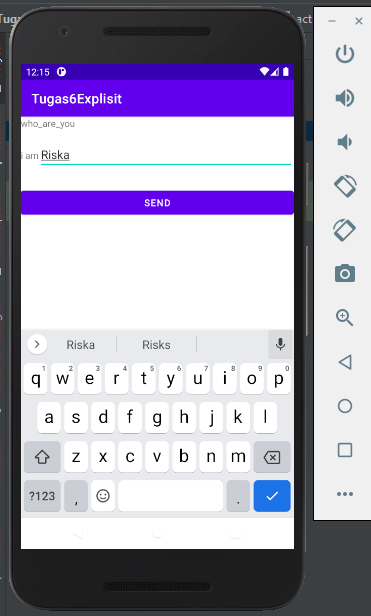 12:15
Tugas6Explisit
who_are_you
i am Riska
SEND
Riska Risks
1 2 3 4 5 6 7 8 9 0
q w e r t y u i o p
a s d f g h j k l
z x c v b n m
?123 , .